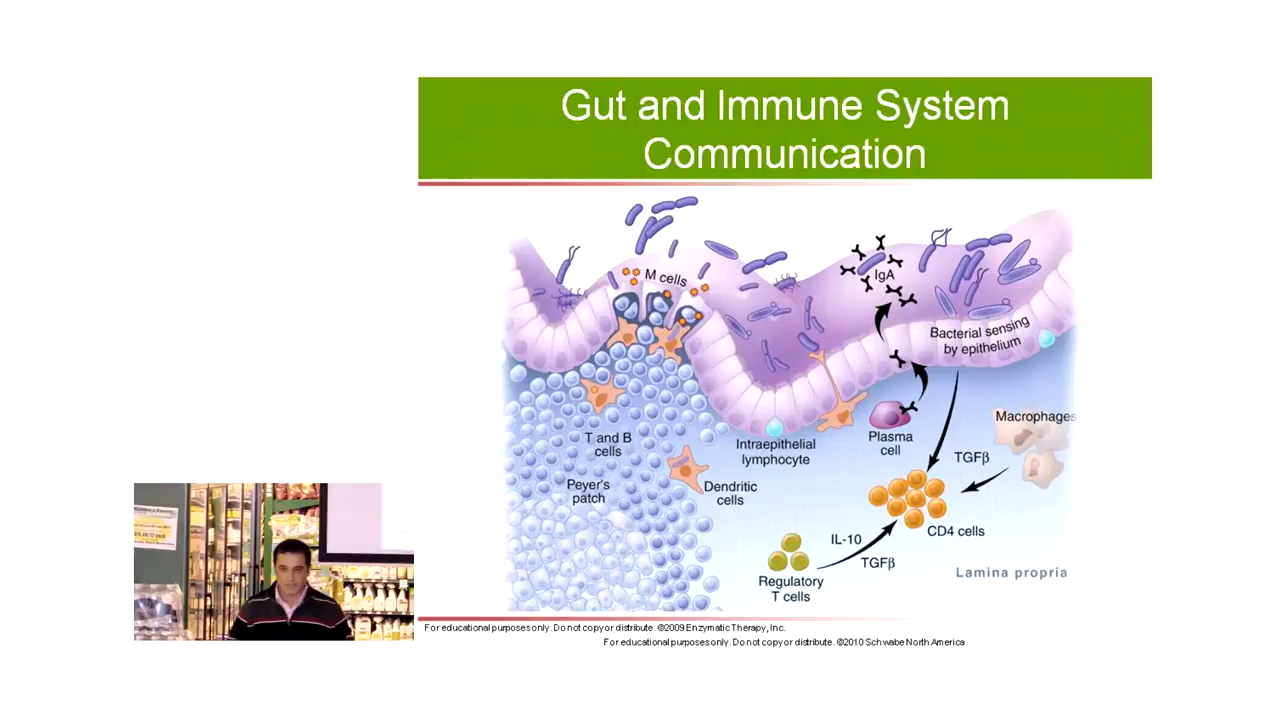 Gut and Immune System
Communication
M cells
IgA
Bacterial sensing
by epithelium
Macrophages
T and B
cells
Intraepithelial
lymphocyte
Plasma
cell
TGFβ
Peyer's
patch
Dendritic
cells
CD4 cells
IL-10
TGFβ
Regulatory
T cells
Lamina propria
For educational purposes only. Do not copy or distribute. ©2009 Enzymatic Therapy, Inc.
For educational purposes only. Do not copy or distribute. ©2010 Schwabe North America